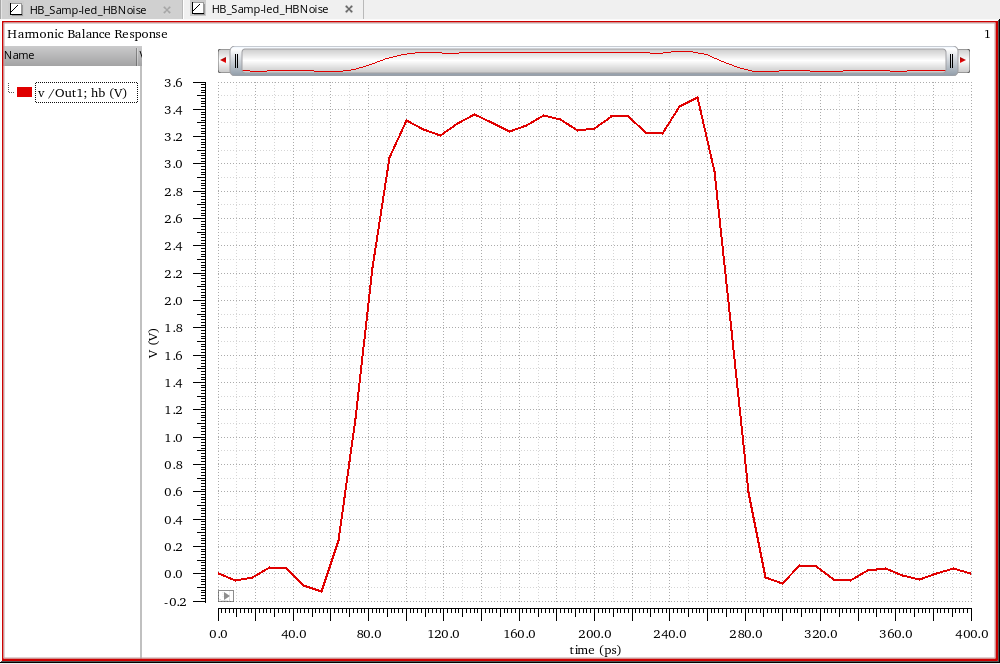 HB_Samp-led_HBNoise
HB_Samp-led_HBNoise
Harmonic Balance Response
1
Name
v /Out1; hb (V)
V (V)
3.6
3.4
3.2
3.0
2.8
2.6
2.4
2.2
2.0
1.8
1.6
1.4
1.2
1.0
0.8
0.6
0.4
0.2
0.0
-0.2
0.0 40.0 80.0 120.0 160.0 200.0 240.0 280.0 320.0 360.0 400.0
time (ps)